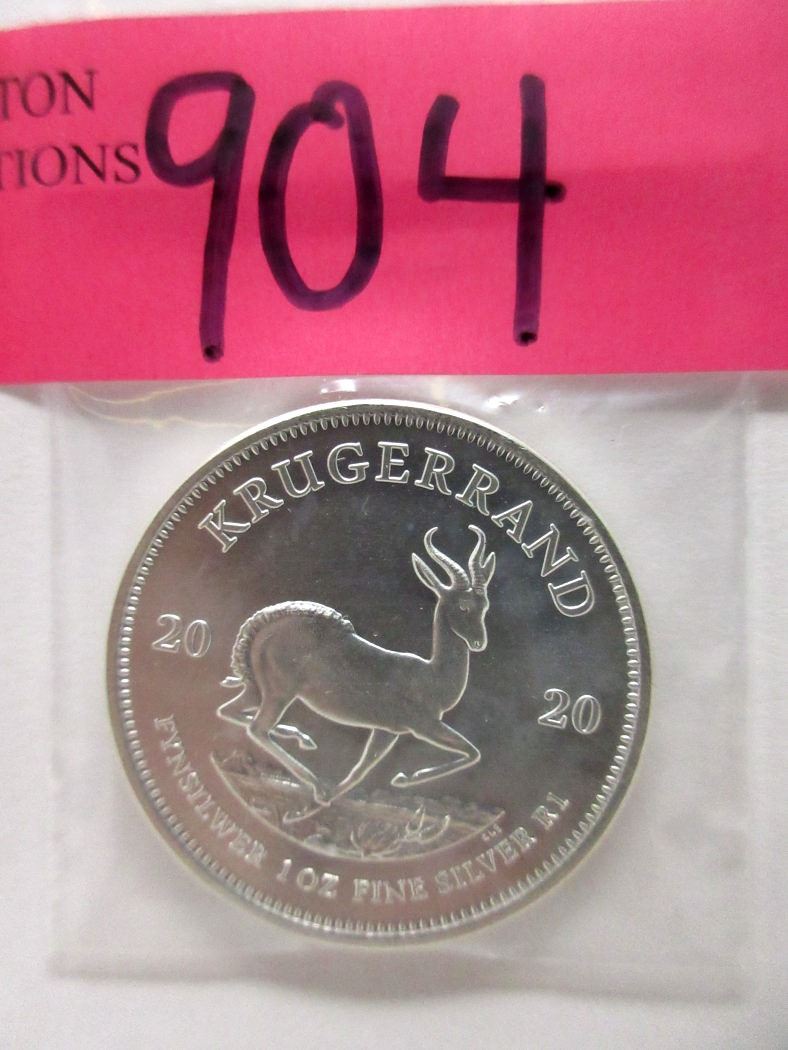 TON
TIONS
904
KRUGERRAND
20 20
FYNSILWER 1 OZ FINE SILVER R1